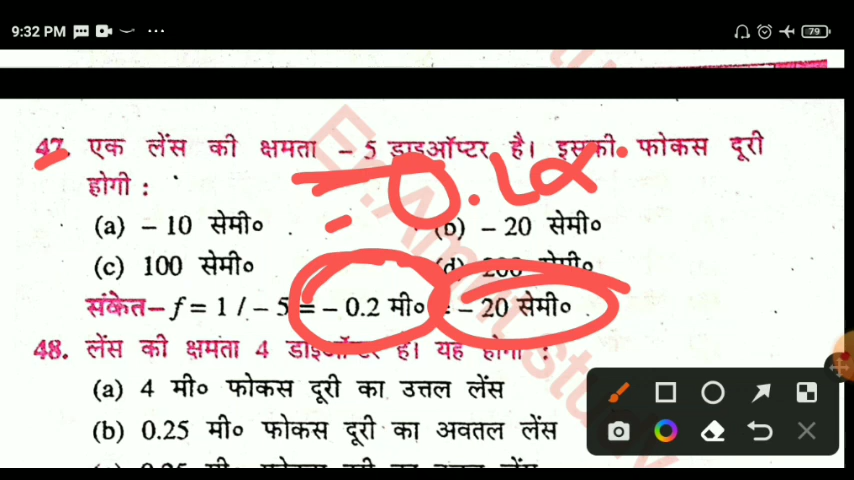 9:32 PM ... 79
47. एक लेंस की क्षमता – 5 डाइऑप्टर है। इसकी फोकस दूरी
होगी :
(a) – 10 सेमी० (b) – 20 सेमी०
(c) 100 सेमी० (d) 200 सेमी०
संकेत– f = 1 / – 5 = – 0.2 मी० = – 20 सेमी०
48. लेंस की क्षमता 4 डाइऑप्टर है। यह होगा :
(a) 4 मी० फोकस दूरी का उत्तल लेंस
(b) 0.25 मी० फोकस दूरी का अवतल लेंस